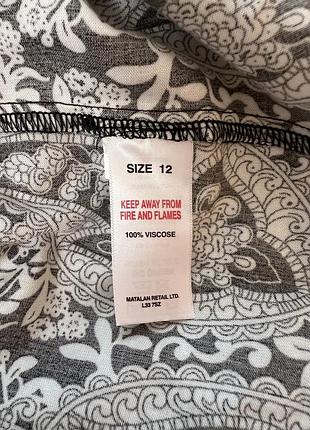 SIZE 12
KEEP AWAY FROM
FIRE AND FLAMES
100% VISCOSE
MATALAN RETAIL LTD.
L33 7SZ